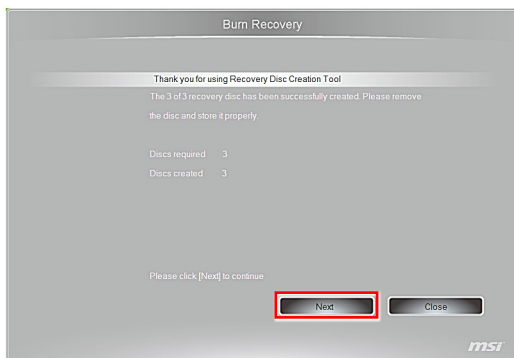 Burn Recovery
Thank you for using Recovery Disc Creation Tool
The 3 of 3 recovery disc has been successfully created. Please remove
the disc and store it properly.
Discs required 3
Discs created 3
Please click [Next] to continue
Next Close
msi